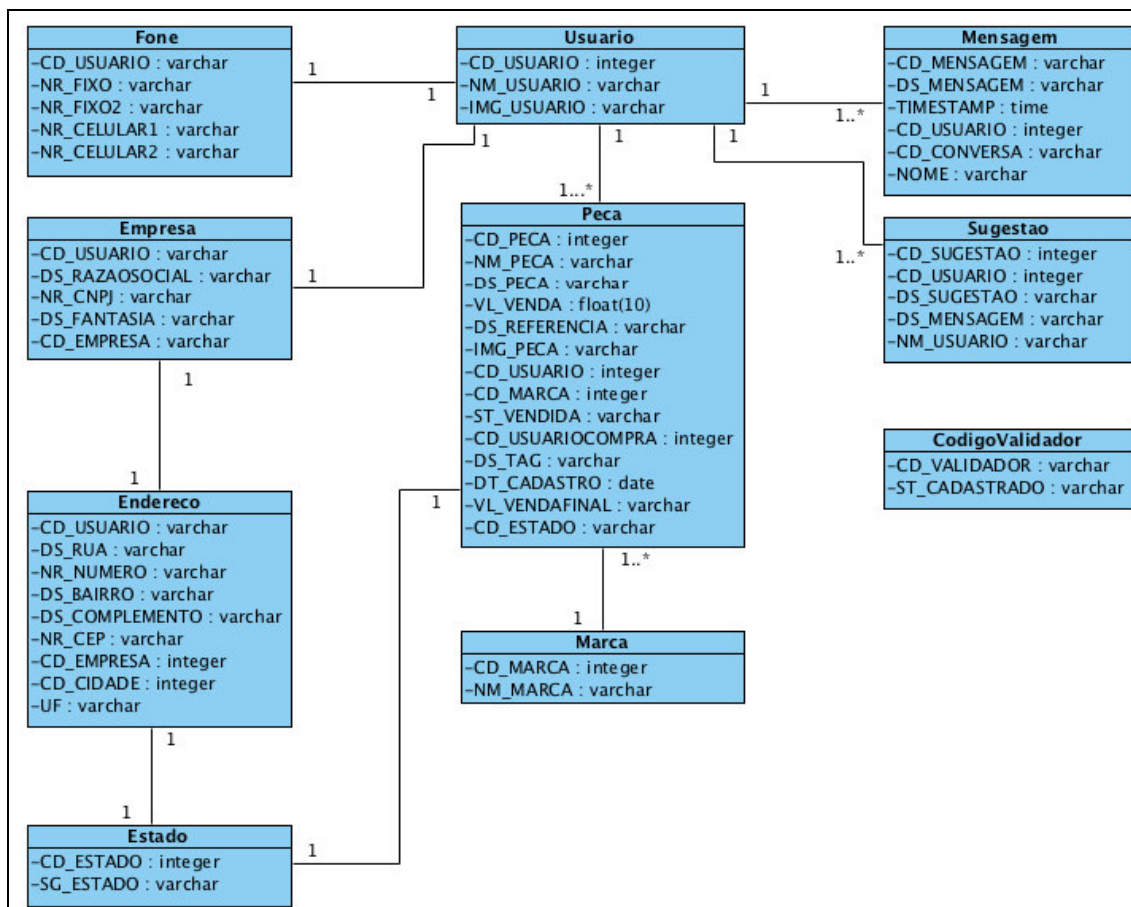 Fone
-CD_USUARIO : varchar
-NR_FIXO : varchar
-NR_FIXO2 : varchar
-NR_CELULAR1 : varchar
-NR_CELULAR2 : varchar
1
1
Usuario
-CD_USUARIO : integer
-NM_USUARIO : varchar
-IMG_USUARIO : varchar
1
1
1
1
1..*
Mensagem
-CD_MENSAGEM : varchar
-DS_MENSAGEM : varchar
-TIMESTAMP : time
-CD_USUARIO : integer
-CD_CONVERSA : varchar
-NOME : varchar
Empresa
-CD_USUARIO : varchar
-DS_RAZAOSOCIAL : varchar
-NR_CNPJ : varchar
-DS_FANTASIA : varchar
-CD_EMPRESA : varchar
1
1
1...*
Peca
-CD_PECA : integer
-NM_PECA : varchar
-DS_PECA : varchar
-VL_VENDA : float(10)
-DS_REFERENCIA : varchar
-IMG_PECA : varchar
-CD_USUARIO : integer
-CD_MARCA : integer
-ST_VENDIDA : varchar
-CD_USUARIOCOMPRA : integer
-DS_TAG : varchar
-DT_CADASTRO : date
-VL_VENDAFINAL : varchar
-CD_ESTADO : varchar
1
1..*
1..*
Sugestao
-CD_SUGESTAO : integer
-CD_USUARIO : integer
-DS_SUGESTAO : varchar
-DS_MENSAGEM : varchar
-NM_USUARIO : varchar
CodigoValidador
-CD_VALIDADOR : varchar
-ST_CADASTRADO : varchar
1
Endereco
-CD_USUARIO : varchar
-DS_RUA : varchar
-NR_NUMERO : varchar
-DS_BAIRRO : varchar
-DS_COMPLEMENTO : varchar
-NR_CEP : varchar
-CD_EMPRESA : integer
-CD_CIDADE : integer
-UF : varchar
1
1
Marca
-CD_MARCA : integer
-NM_MARCA : varchar
1
Estado
-CD_ESTADO : integer
-SG_ESTADO : varchar
1